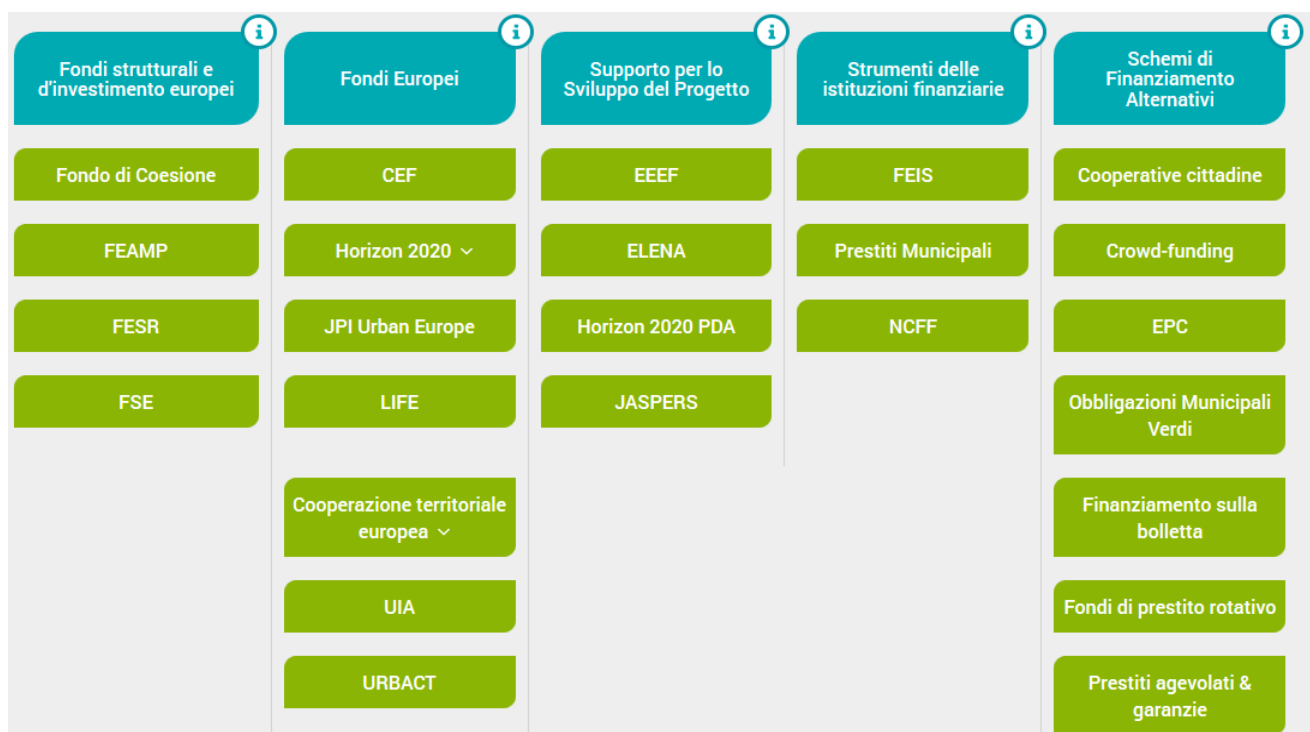 Fondi strutturali e
d'investimento europei
Fondi Europei
Supporto per lo
Sviluppo del Progetto
Strumenti delle
istituzioni finanziarie
Schemi di
Finanziamento
Alternativi
Fondo di Coesione
CEF
EEEF
FEIS
Cooperative cittadine
FEAMP
Horizon 2020
ELENA
Prestiti Municipali
Crowd-funding
FESR
JPI Urban Europe
Horizon 2020 PDA
NCFF
EPC
FSE
LIFE
JASPERS
Obbligazioni Municipali
Verdi
Cooperazione territoriale
europea
Finanziamento sulla
bolletta
UIA
Fondi di prestito rotativo
URBACT
Prestiti agevolati &
garanzie